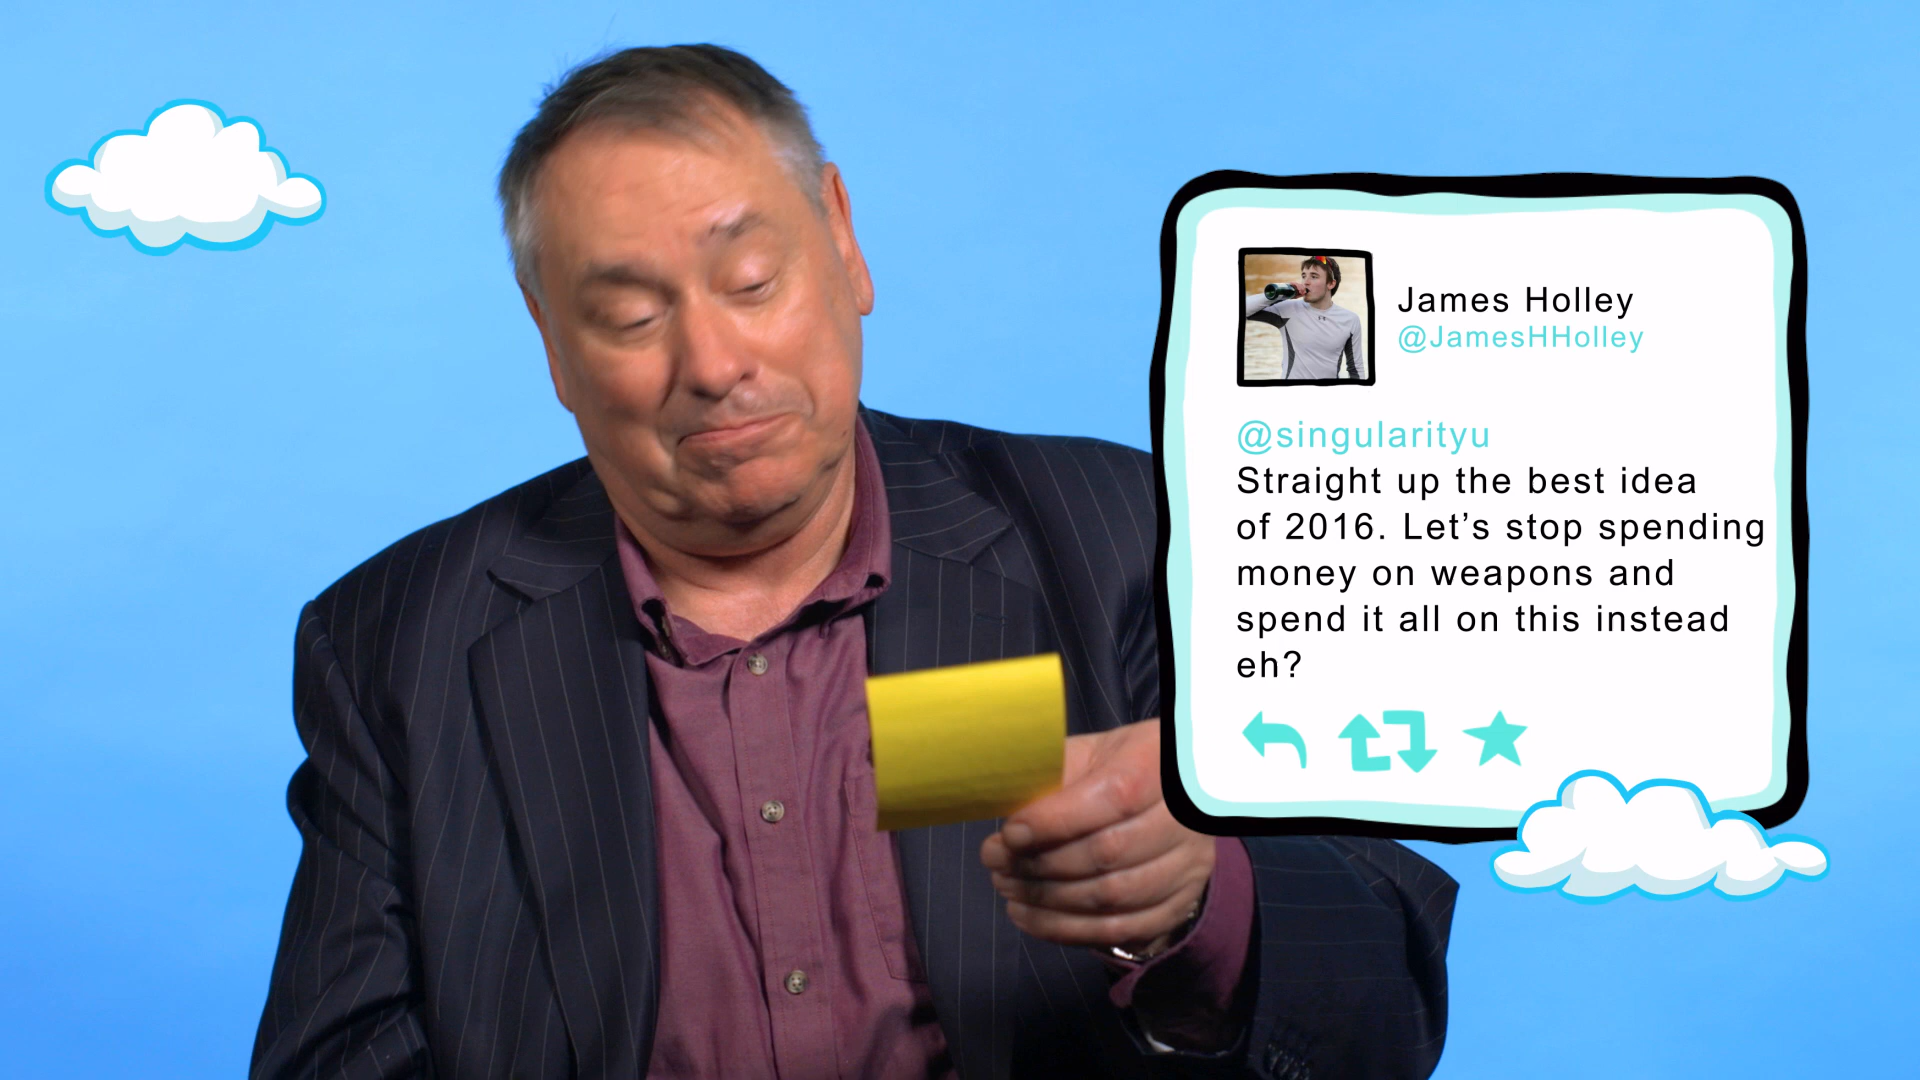 James Holley
@JamesHHolley
@singularityu
Straight up the best idea
of 2016. Let’s stop spending
money on weapons and
spend it all on this instead
eh?